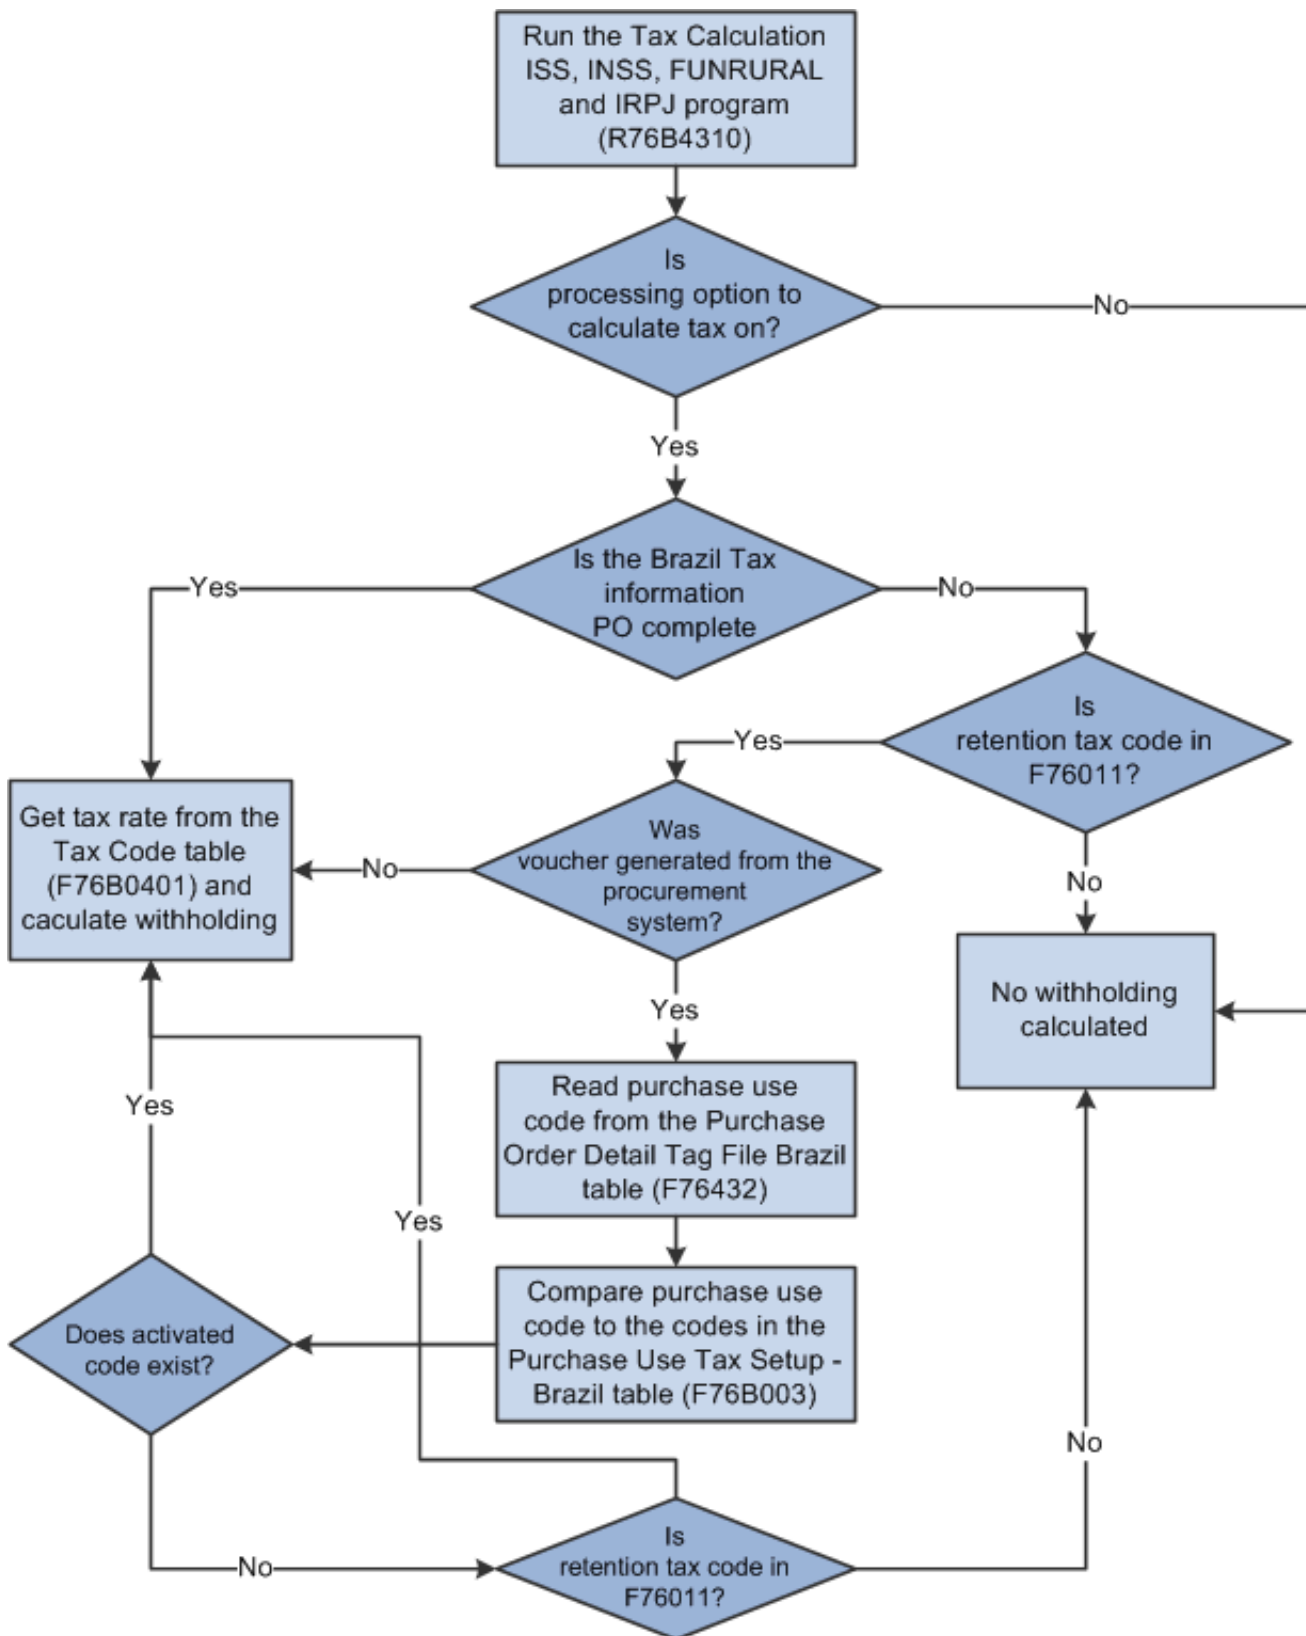 Run the Tax Calculation
ISS, INSS, FUNRURAL
and IRPJ program
(R76B4310)
Is
processing option to
calculate tax on?
No
Yes
Is the Brazil Tax
information
PO complete
Yes
No
Is
retention tax code in
F76011?
Yes
No
Get tax rate from the
Tax Code table
(F76B0401) and
caculate withholding
Was
voucher generated from the
procurement
system?
No
Yes
No withholding
calculated
Read purchase use
code from the Purchase
Order Detail Tag File Brazil
table (F76432)
Yes
Yes
Compare purchase use
code to the codes in the
Purchase Use Tax Setup -
Brazil table (F76B003)
Does activated
code exist?
No
No
Is
retention tax code in
F76011?